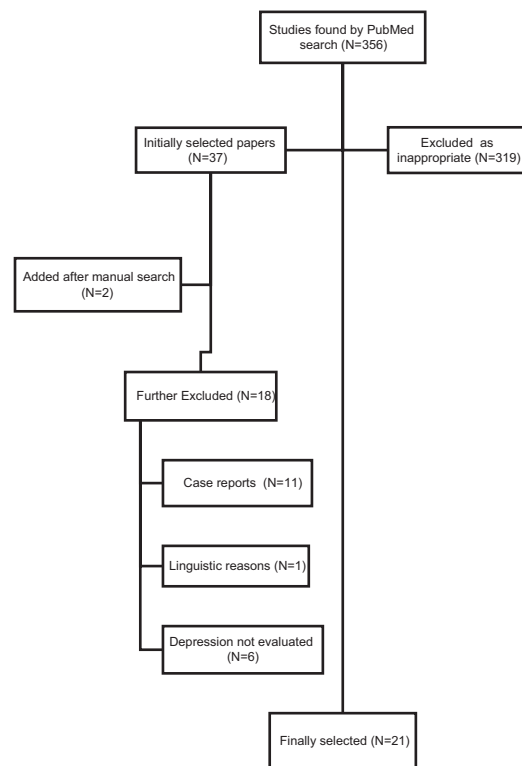 Studies found by PubMed
search (N=356)
Initially selected papers
(N=37)
Excluded as
inappropriate (N=319)
Added after manual search
(N=2)
Further Excluded (N=18)
Case reports (N=11)
Linguistic reasons (N=1)
Depression not evaluated
(N=6)
Finally selected (N=21)